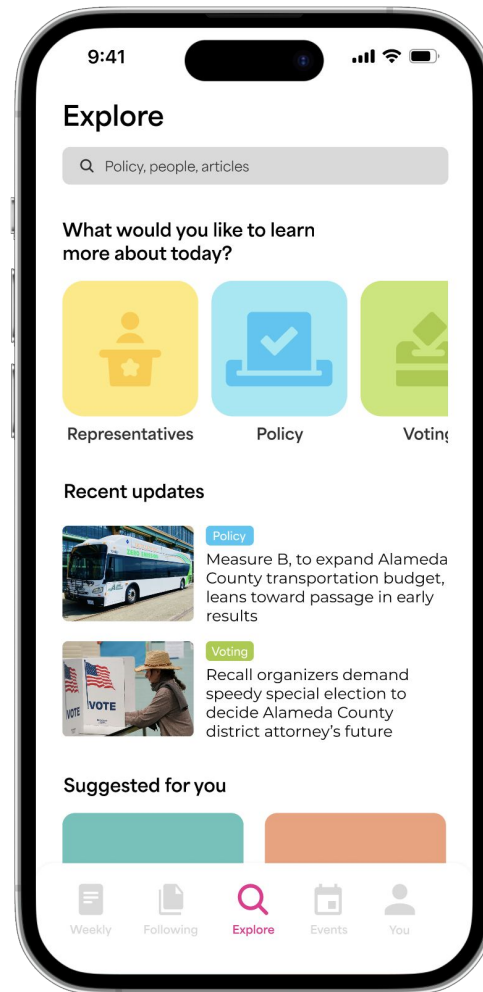 9:41
Explore
Policy, people, articles
What would you like to learn
more about today?
Representatives
Policy
Voting
Recent updates
Policy
Measure B, to expand Alameda
County transportation budget,
leans toward passage in early
results
VOTE
VOTE
Voting
Recall organizers demand
speedy special election to
decide Alameda County
district attorney’s future
Suggested for you
Weekly
Following
Explore
Events
You